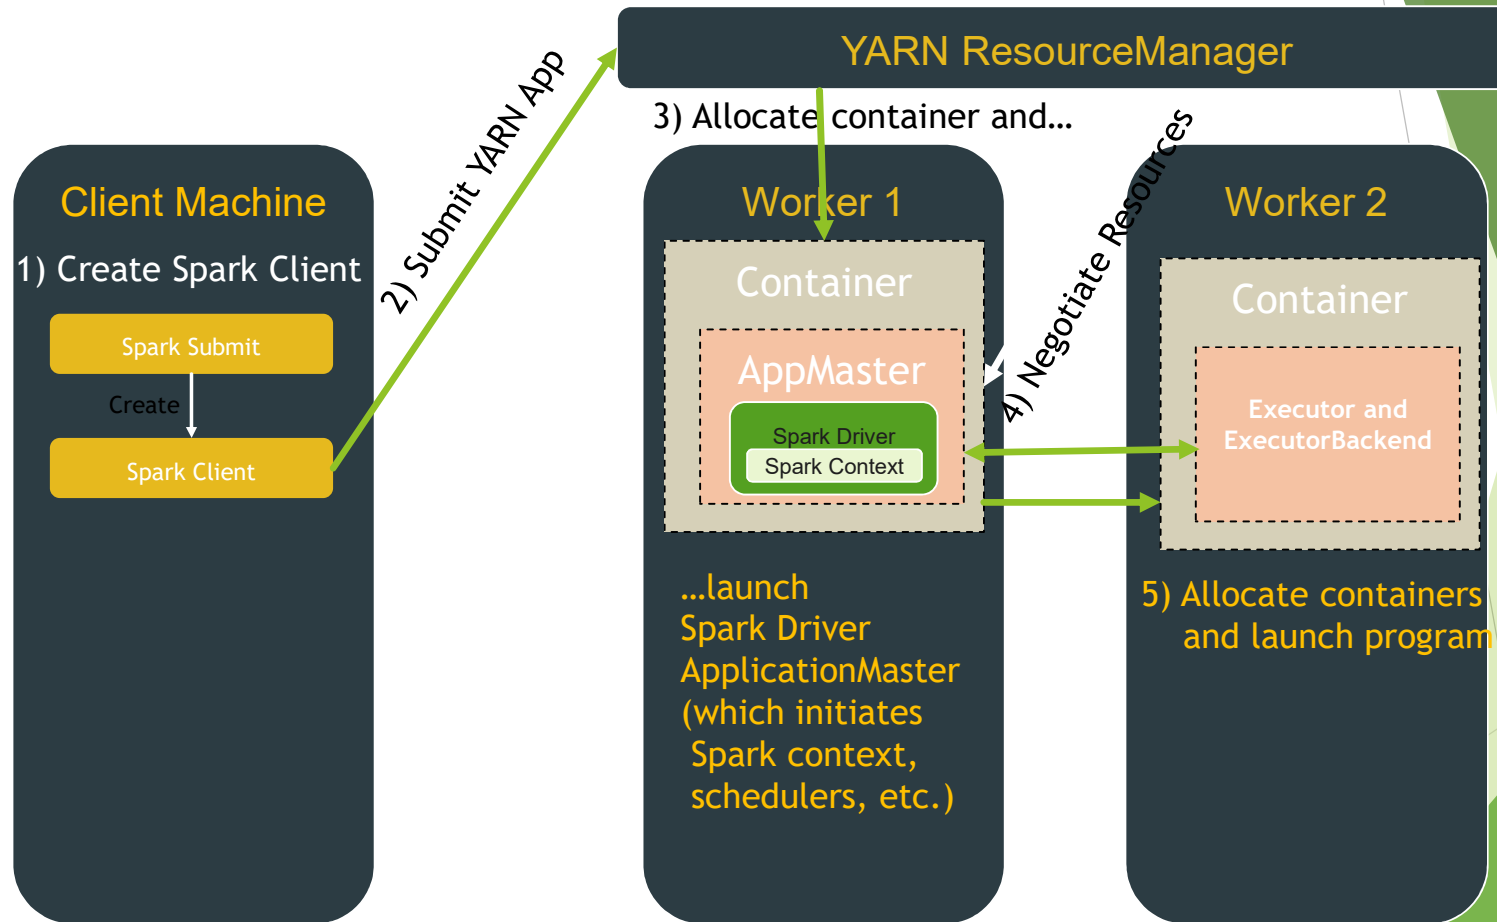 YARN ResourceManager
2) Submit YARN App
3) Allocate container and…
4) Negotiate Resources
Client Machine
1) Create Spark Client
Spark Submit
Create
Spark Client
Worker 1
Container
AppMaster
Spark Driver
Spark Context
…launch
Spark Driver
ApplicationMaster
(which initiates
Spark context,
schedulers, etc.)
Worker 2
Container
Executor and
ExecutorBackend
5) Allocate containers
and launch program